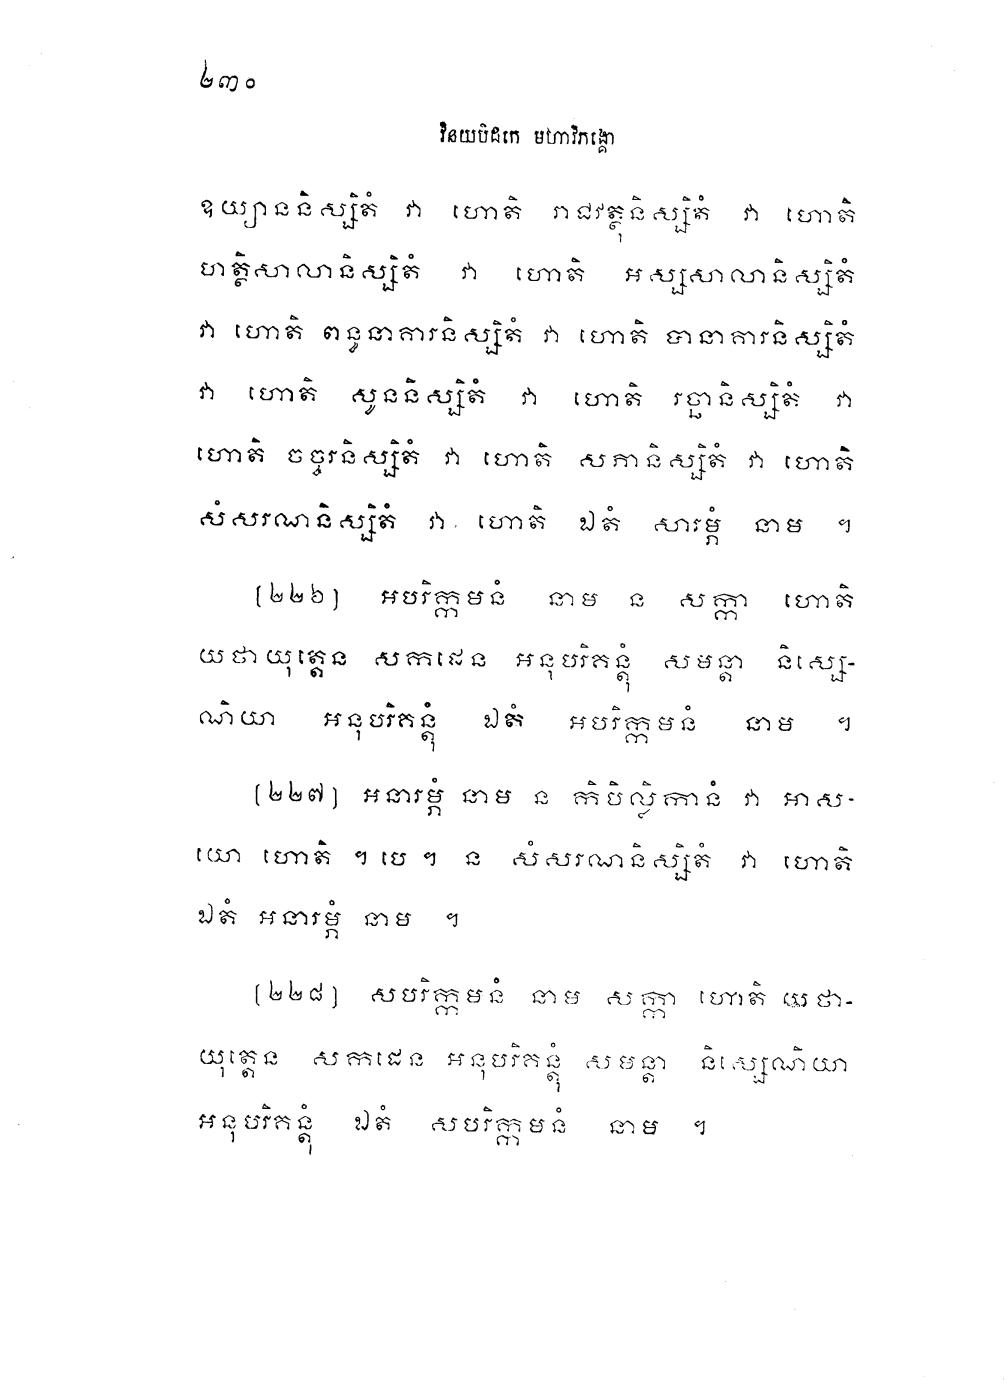 ២៣០
វិនយបិដកេ មហាវិភង្គោ
ឧយ្យាននិស្សិតំ វា ហោតិ រាជវត្ថុនិស្សិតំ វា ហោតិ
ហត្ថិសាលានិស្សិតំ វា ហោតិ អស្សសាលានិស្សិតំ
វា ហោតិ ពន្ធនាគារនិស្សិតំ វា ហោតិ បានាគារនិស្សិតំ
វា ហោតិ សូននិស្សិតំ វា ហោតិ រច្ឆានិស្សិតំ វា
ហោតិ ចច្ចរនិស្សិតំ វា ហោតិ សភានិស្សិតំ វា ហោតិ
សំសរណនិស្សិតំ វា ហោតិ ឯតំ សារម្ភំ នាម ។
(២២៦) អបរិក្កមនំ នាម ន សក្កា ហោតិ
យថាយុត្តេន សកដេន អនុបរិគន្តុំ សមន្តា និស្សេ-
ណិយា អនុបរិគន្តុំ ឯតំ អបរិក្កមនំ នាម ។
(២២៧) អនារម្ភំ នាម ន កិបិល្លិកានំ វា អាស-
យោ ហោតិ ។ បេ ។ ន សំសរណនិស្សិតំ វា ហោតិ
ឯតំ អនារម្ភំ នាម ។
(២២៨) សបរិក្កមនំ នាម សក្កា ហោតិ យថា-
យុត្តេន សកដេន អនុបរិគន្តុំ សមន្តា និស្សេណិយា
អនុបរិគន្តុំ ឯតំ សបរិក្កមនំ នាម ។